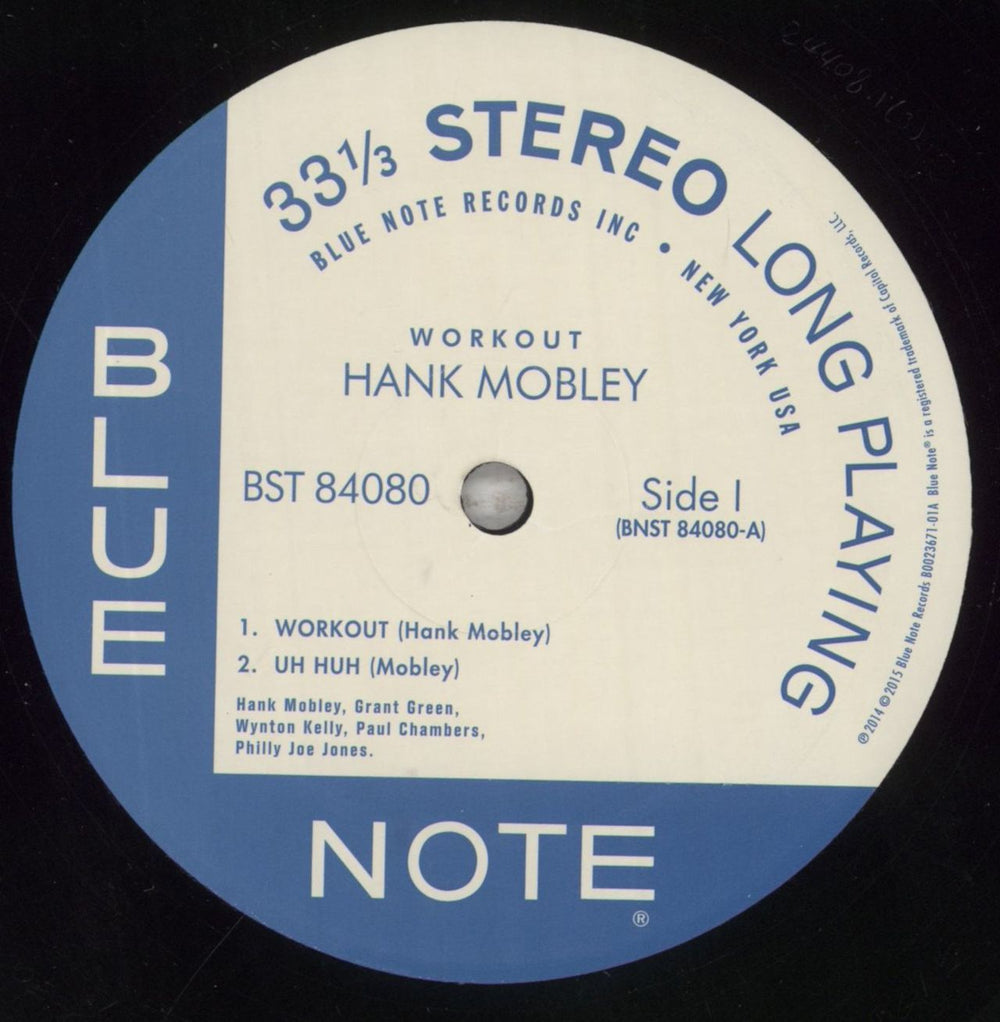 33⅓ STEREO LONG PLAYING
BLUE NOTE RECORDS INC • NEW YORK USA
WORKOUT
HANK MOBLEY
BST 84080
Side I
(BNST 84080-A)
1. WORKOUT (Hank Mobley)
2. UH HUH (Mobley)
Hank Mobley, Grant Green,
Wynton Kelly, Paul Chambers,
Philly Joe Jones.
BLUE
NOTE®
℗2014 ©2015 Blue Note Records B0023671-01A Blue Note® is a registered trademark of Capitol Records, LLC.